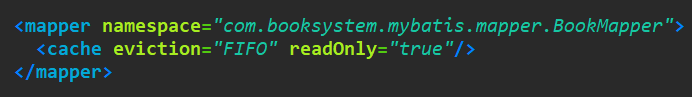 <mapper namespace="com.booksystem.mybatis.mapper.BookMapper">
  <cache eviction="FIFO" readOnly="true"/>
</mapper>